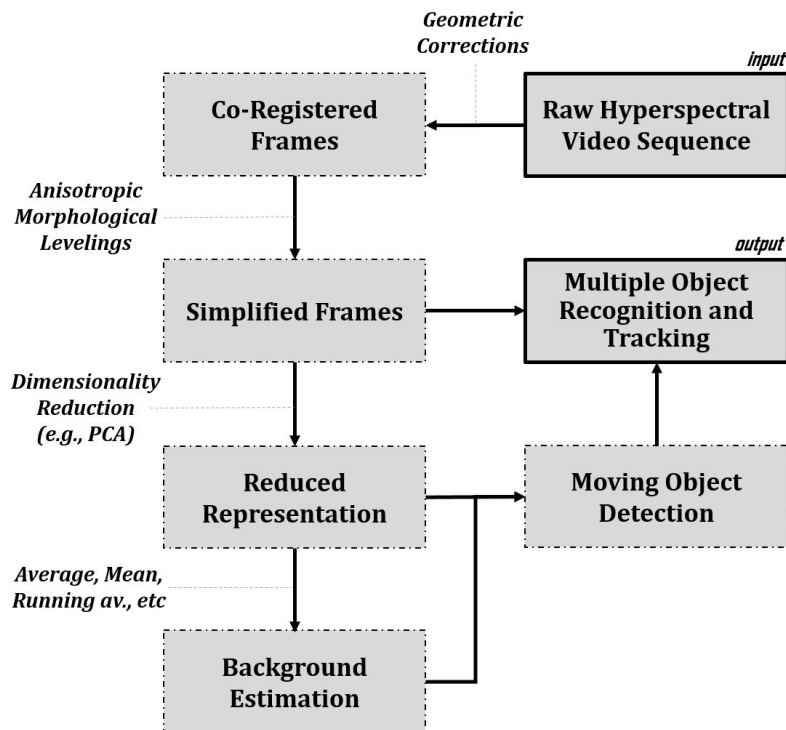 Geometric
Corrections
input
Co-Registered
Frames
Raw Hyperspectral
Video Sequence
Anisotropic
Morphological
Levelings
output
Simplified Frames
Multiple Object
Recognition and
Tracking
Dimensionality
Reduction
(e.g., PCA)
Reduced
Representation
Moving Object
Detection
Average, Mean,
Running av., etc
Background
Estimation